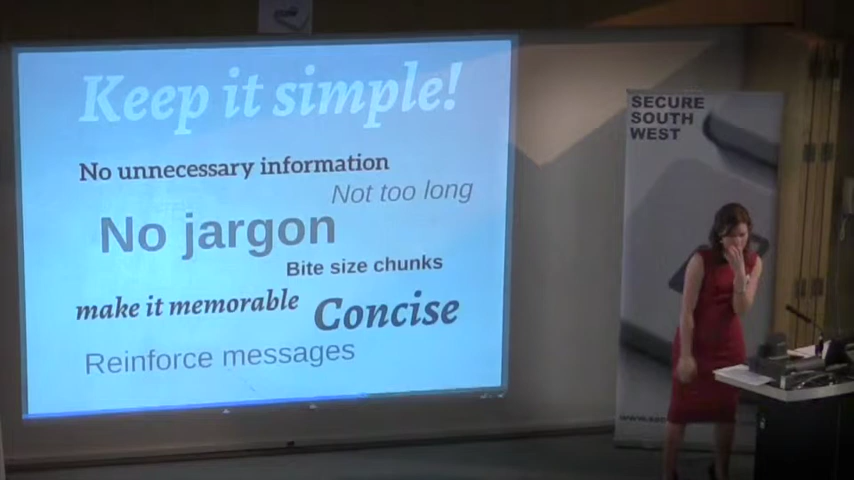 Keep it simple!
No unnecessary information
Not too long
No jargon
Bite size chunks
make it memorable
Concise
Reinforce messages
SECURE
SOUTH
WEST